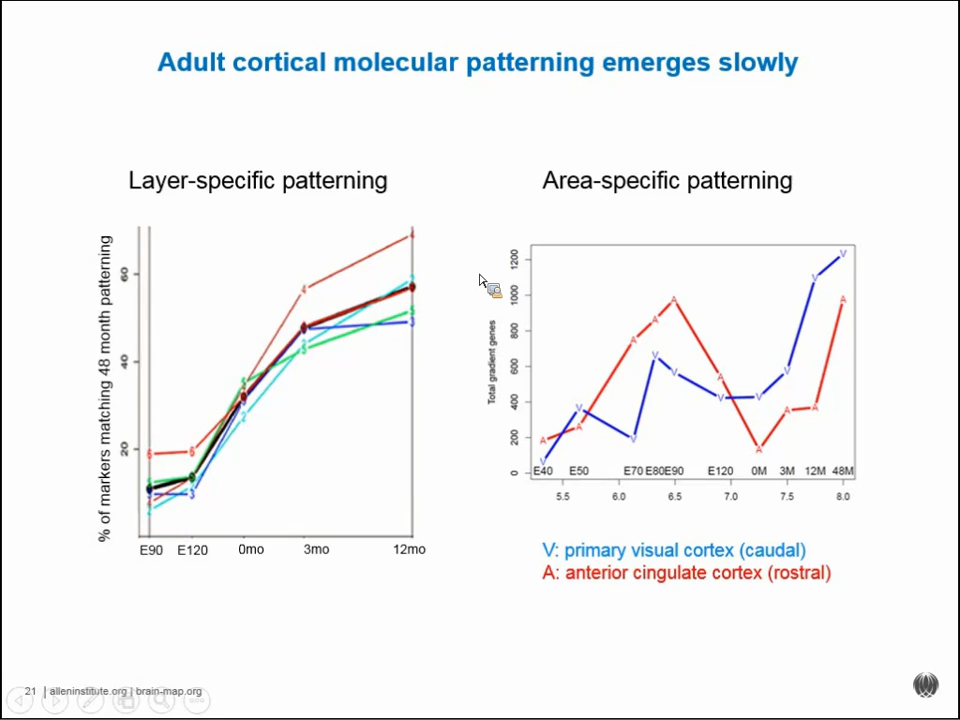 Adult cortical molecular patterning emerges slowly
Layer-specific patterning
Area-specific patterning
% of markers matching 48 month patterning
60
40
20
E90 E120 0mo 3mo 12mo
Total gradient genes
1200
1000
800
600
400
200
0
E40 E50 E70 E80 E90 E120 0M 3M 12M 48M
5.5 6.0 6.5 7.0 7.5 8.0
V: primary visual cortex (caudal)
A: anterior cingulate cortex (rostral)
21 | alleninstitute.org | brain-map.org